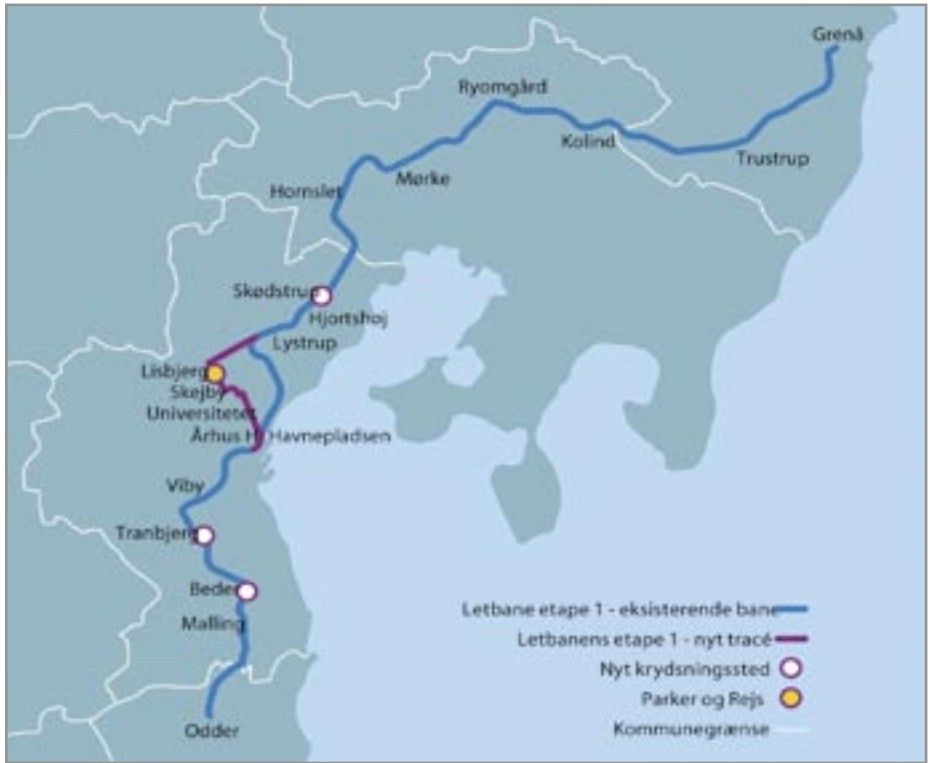 Grenå
Ryomgård
Kolind
Trustrup
Mørke
Hornslet
Skødstrup
Hjortshøj
Lystrup
Lisbjerg
Skejby
Universitetet
Århus H
Havnepladsen
Viby
Tranbjerg
Beder
Malling
Odder
Letbane etape 1 - eksisterende bane
Letbanens etape 1 - nyt tracé
Nyt krydsningssted
Parker og Rejs
Kommunegrænse